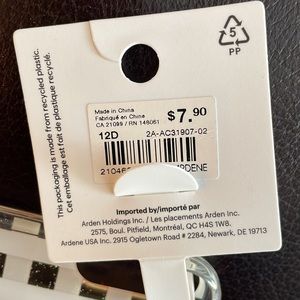 This packaging is made from recycled plastic.
Cet emballage est fait de plastique recyclé.
5
PP
Made in China
Fabriqué en Chine
CA 21099 / RN 148061
$7.90
12D
2A-AC31907-02
21046
DENE
Imported by/importé par
Arden Holdings Inc. / Les placements Arden Inc.
2575, Boul. Pitfield, Montréal, QC H4S 1W8.
Ardene USA Inc. 2915 Ogletown Road # 2284, Newark, DE 19713